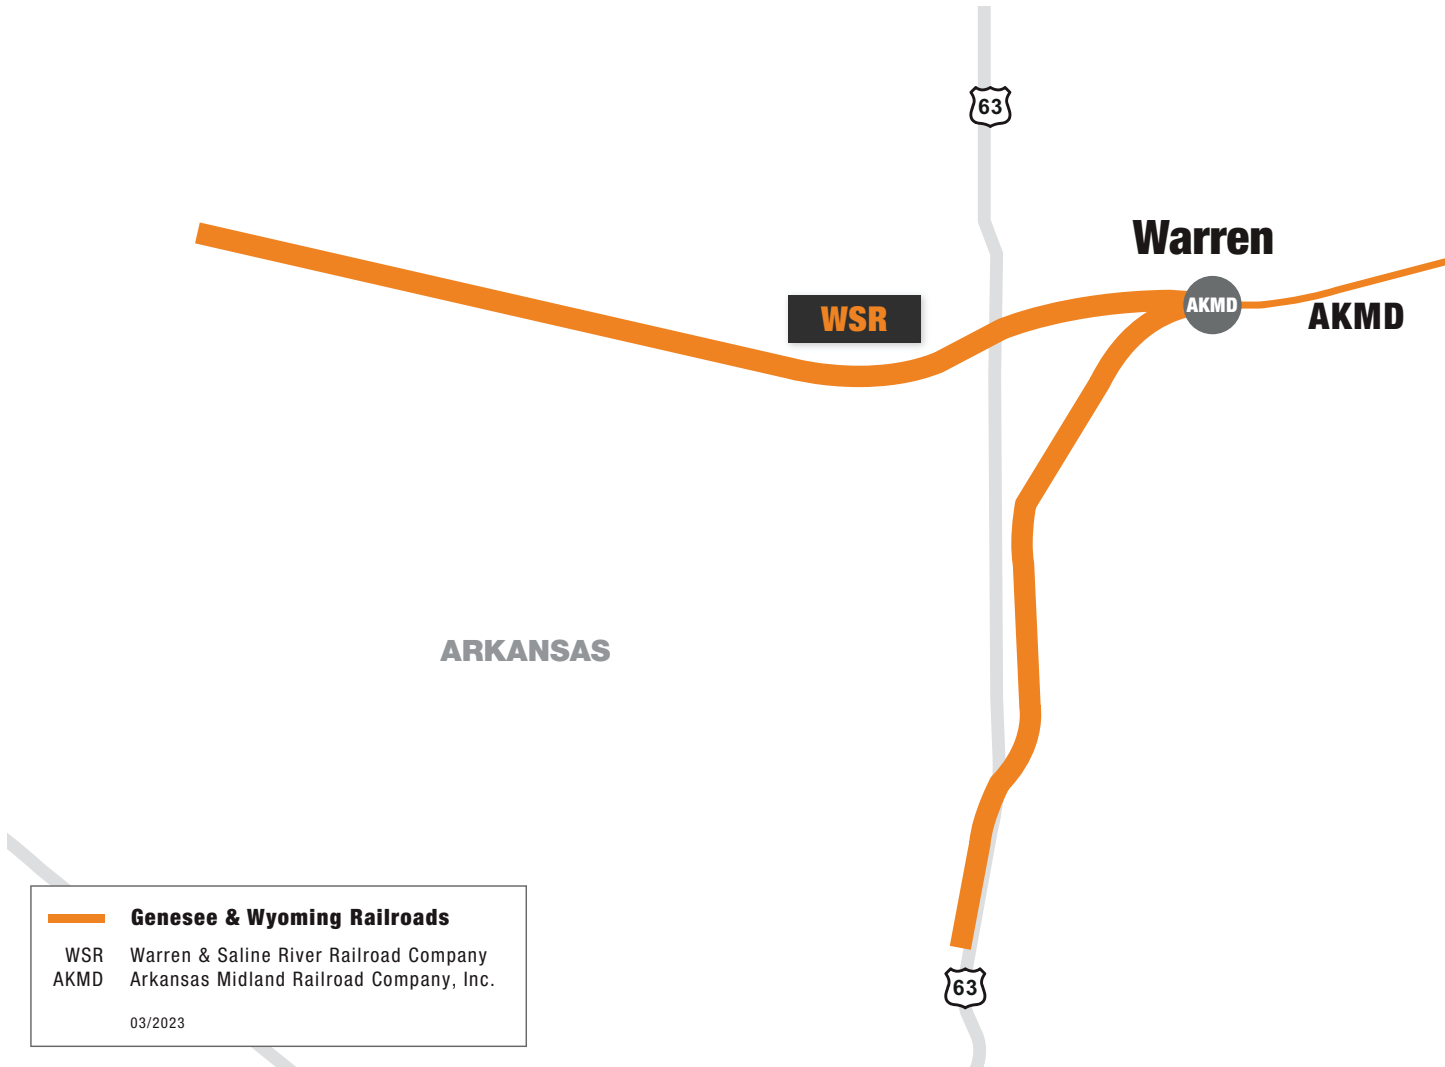 63
Warren
AKMD
WSR
AKMD
ARKANSAS
Genesee & Wyoming Railroads
WSR Warren & Saline River Railroad Company
AKMD Arkansas Midland Railroad Company, Inc.
03/2023
63